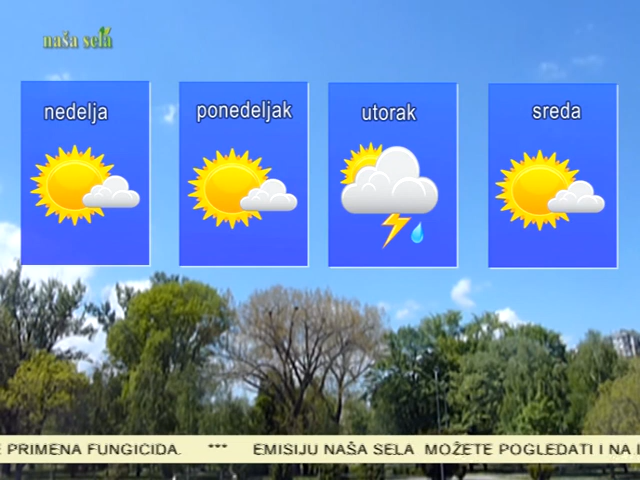 naša sela
nedelja
ponedeljak
utorak
sreda
PRIMENA FUNGICIDA. *** EMISIJU NAŠA SELA MOŽETE POGLEDATI I NA